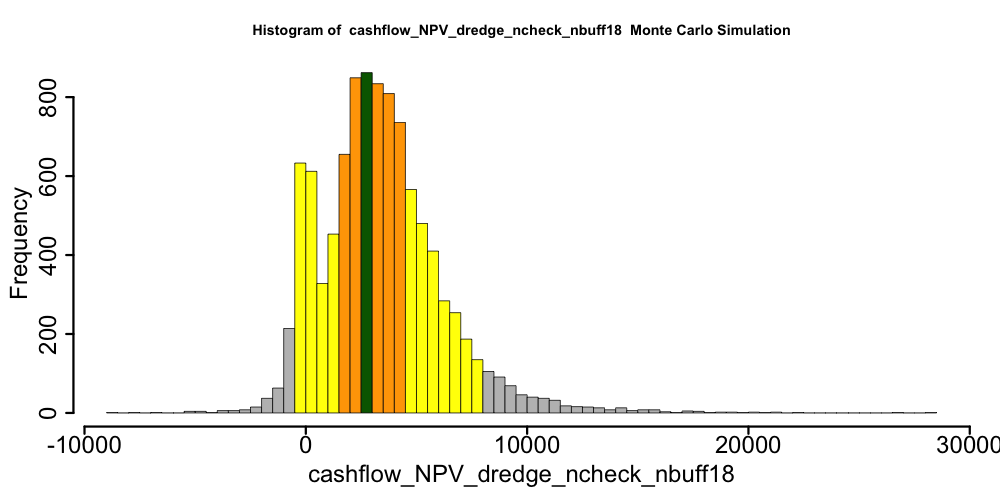 Histogram of  cashflow_NPV_dredge_ncheck_nbuff18  Monte Carlo Simulation
Frequency
800
600
400
200
0
-10000 0 10000 20000 30000
cashflow_NPV_dredge_ncheck_nbuff18